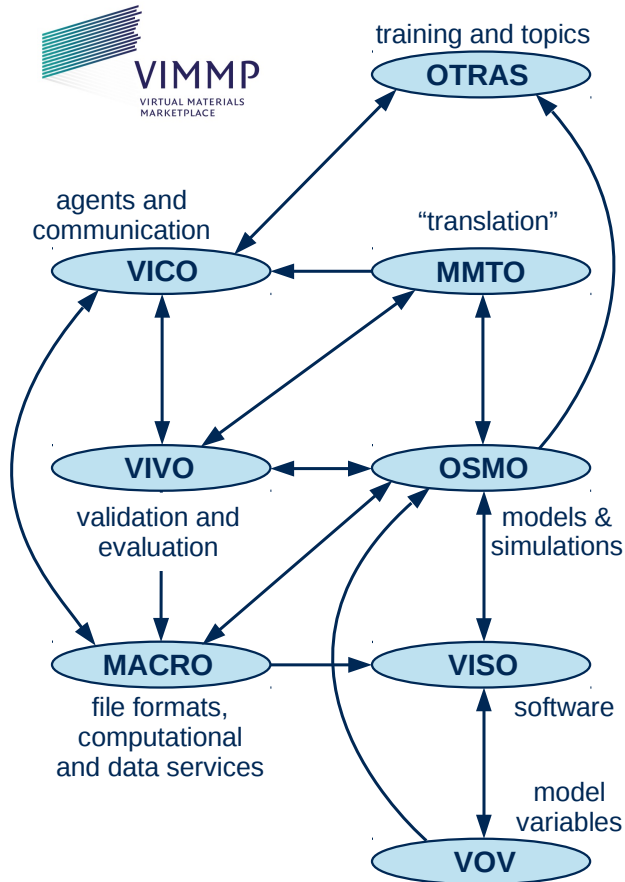 VIMMP
VIRTUAL MATERIALS
MARKETPLACE
training and topics
OTRAS
agents and
communication
VICO
“translation”
MMTO
VIVO
validation and
evaluation
OSMO
models &
simulations
MACRO
file formats,
computational
and data services
VISO
software
model
variables
VOV